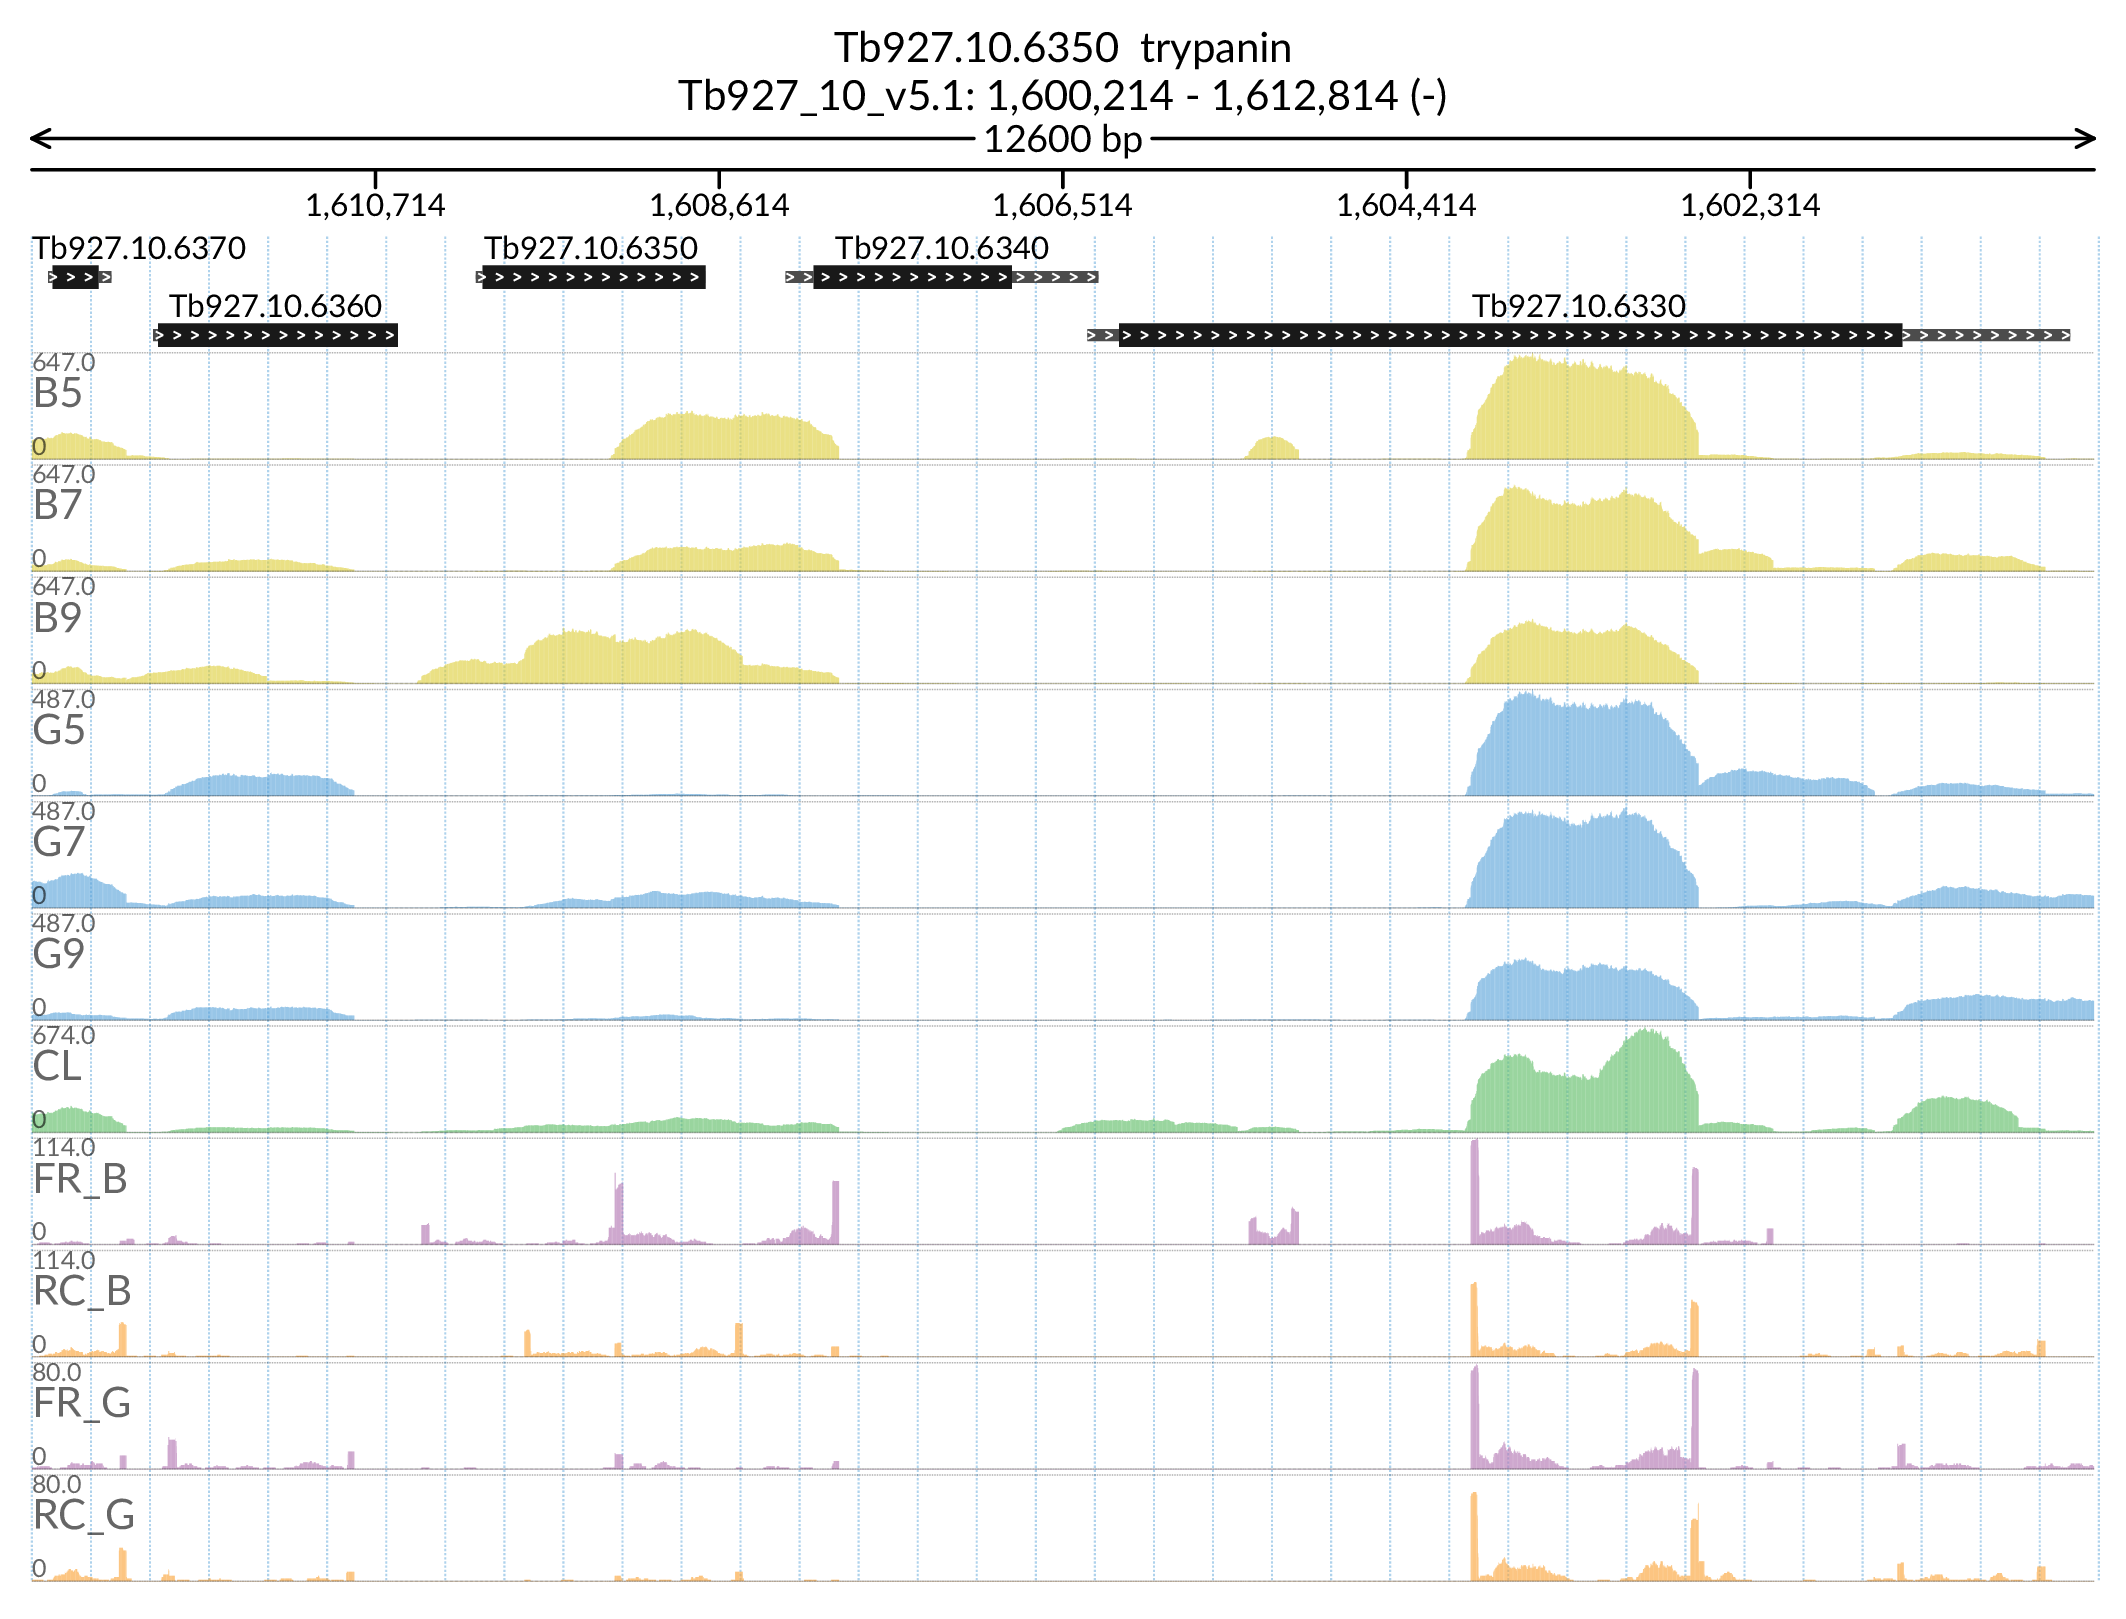 Tb927.10.6350 trypanin
Tb927_10_v5.1: 1,600,214 - 1,612,814 (-)
12600 bp
1,610,714 1,608,614 1,606,514 1,604,414 1,602,314
Tb927.10.6370 Tb927.10.6350 Tb927.10.6340
Tb927.10.6360 Tb927.10.6330
647.0
B5
0
647.0
B7
0
647.0
B9
0
487.0
G5
0
487.0
G7
0
487.0
G9
0
674.0
CL
0
114.0
FR_B
0
114.0
RC_B
0
80.0
FR_G
0
80.0
RC_G
0